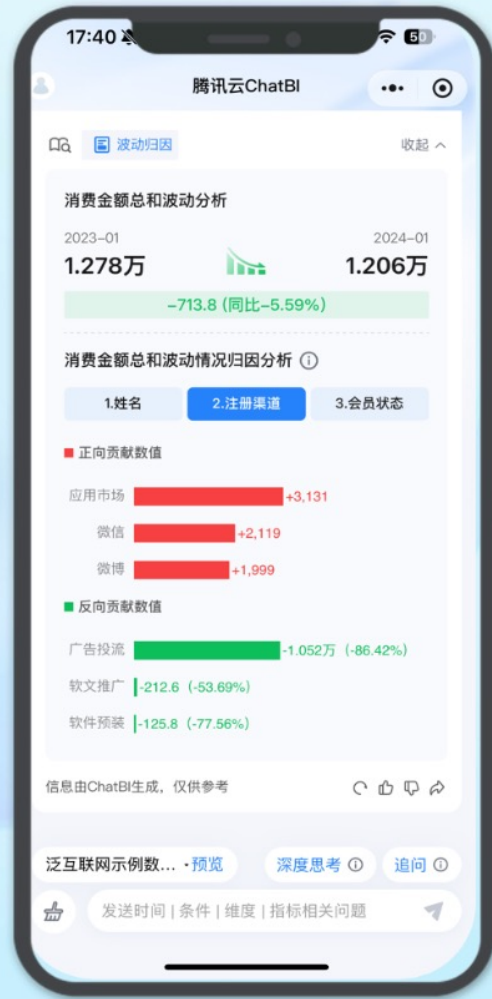 17:40
50
腾讯云ChatBI
波动归因
收起
消费金额总和波动分析
2023-01
2024-01
1.278万
1.206万
-713.8 (同比-5.59%)
消费金额总和波动情况归因分析
1.姓名
2.注册渠道
3.会员状态
正向贡献数值
应用市场 +3,131
微信 +2,119
微博 +1,999
反向贡献数值
广告投流 -1.052万 (-86.42%)
软文推广 -212.6 (-53.69%)
软件预装 -125.8 (-77.56%)
信息由ChatBI生成，仅供参考
泛互联网示例数... ·预览
深度思考
追问
发送时间 | 条件 | 维度 | 指标相关问题